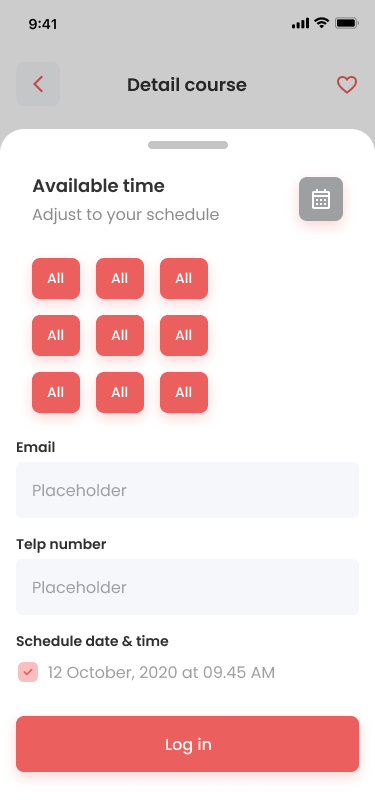 9:41
Detail course
Available time
Adjust to your schedule
All All All
All All All
All All All
Email
Placeholder
Telp number
Placeholder
Schedule date & time
12 October, 2020 at 09.45 AM
Log in